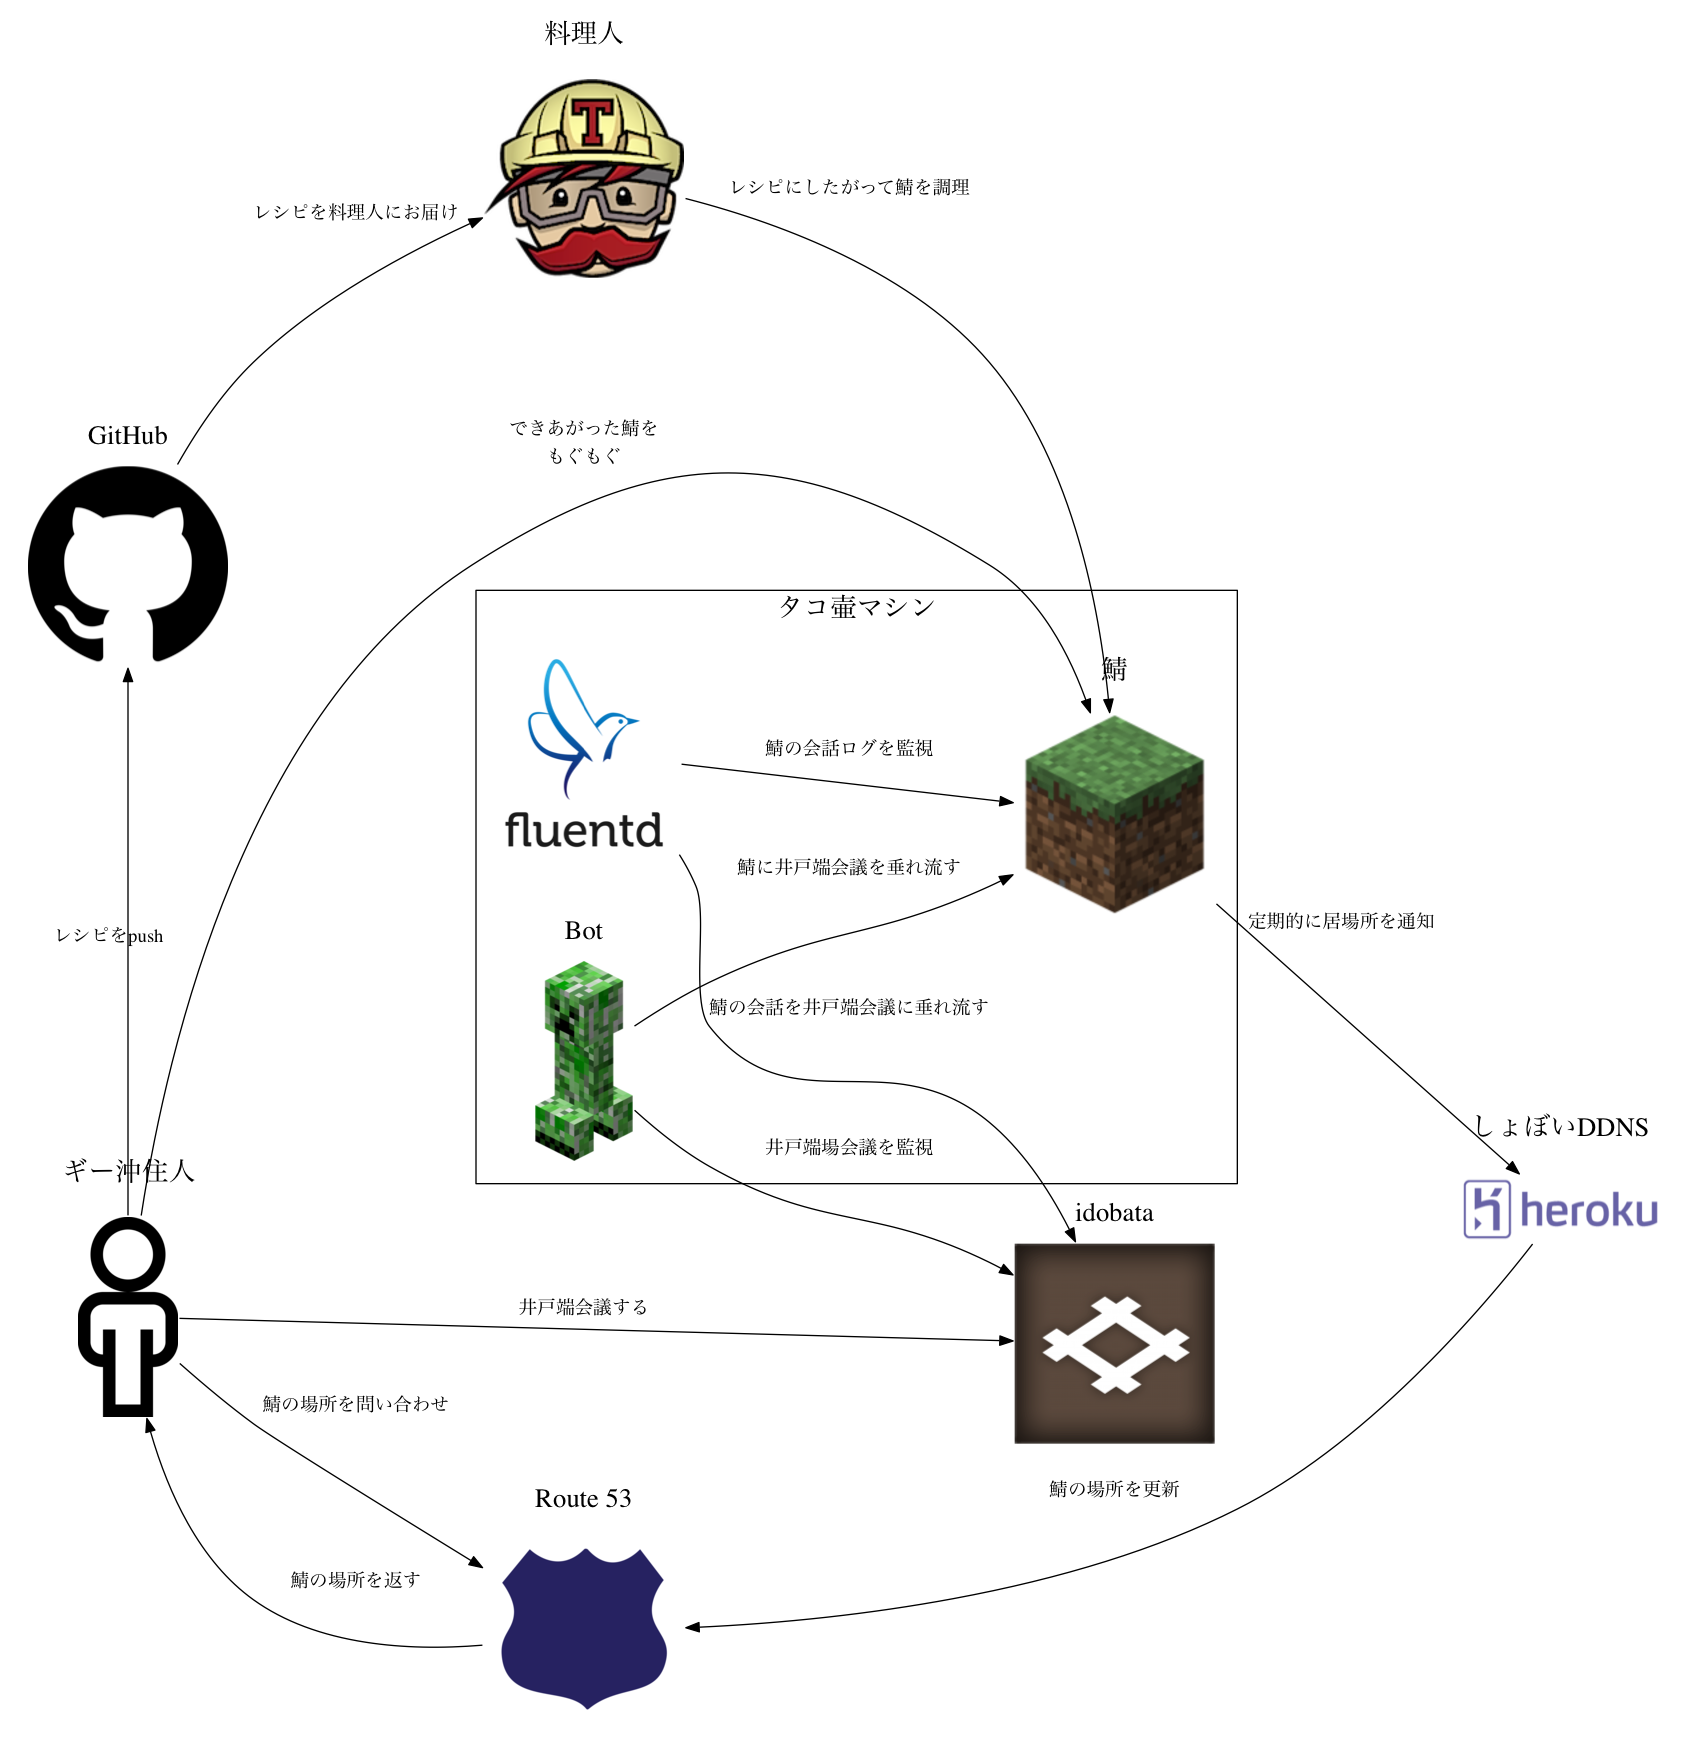 料理人
T
レシピにしたがって鯖を調理
レシピを料理人にお届け
GitHub
できあがった鯖を
もぐもぐ
タコ壷マシン
鯖
鯖の会話ログを監視
fluentd
鯖に井戸端会議を垂れ流す
Bot
定期的に居場所を通知
レシピをpush
鯖の会話を井戸端会議に垂れ流す
しょぼいDDNS
井戸端場会議を監視
ギー沖住人
heroku
idobata
井戸端会議する
鯖の場所を問い合わせ
鯖の場所を更新
Route 53
鯖の場所を返す